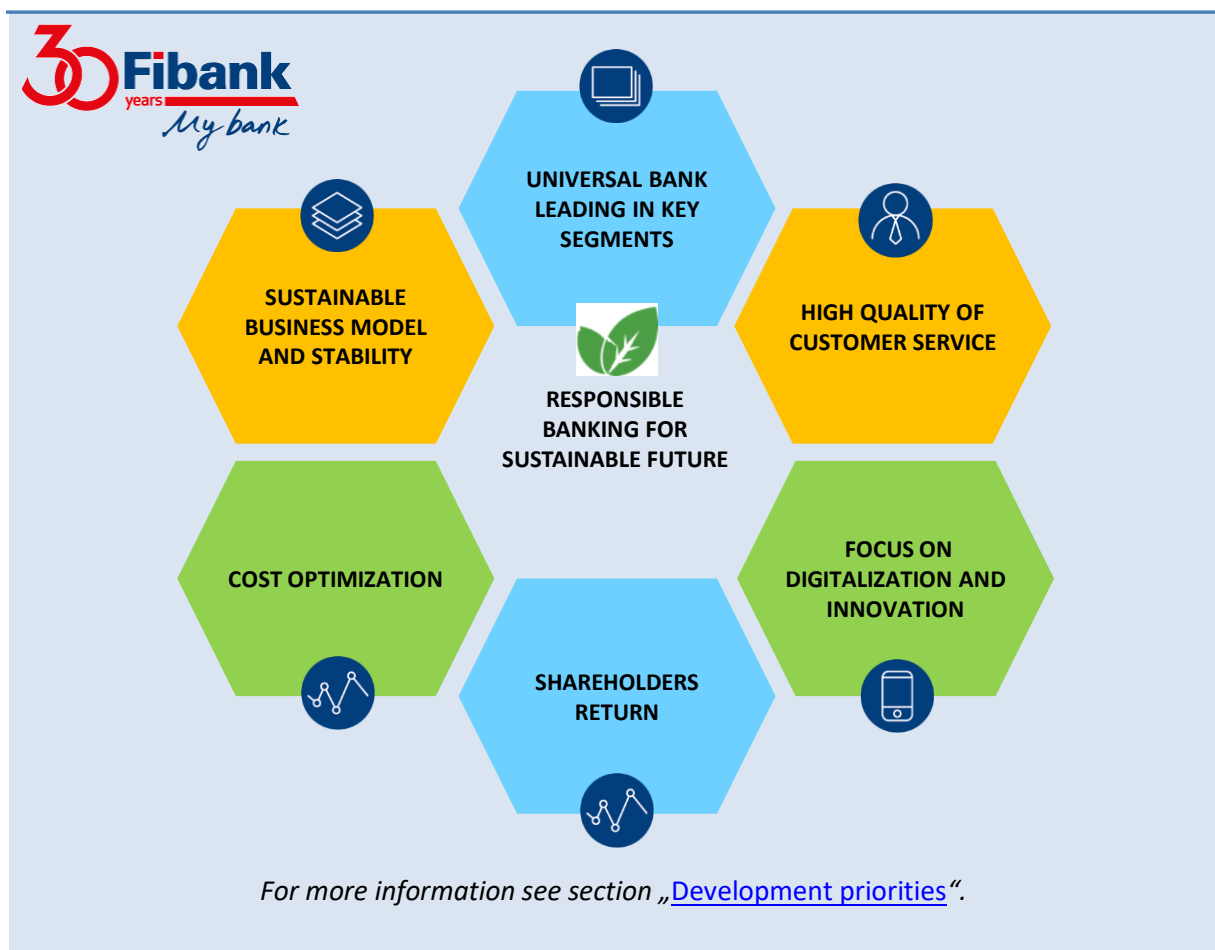 30 Fibank
years
My bank
UNIVERSAL BANK
LEADING IN KEY
SEGMENTS
SUSTAINABLE
BUSINESS MODEL
AND STABILITY
HIGH QUALITY OF
CUSTOMER SERVICE
RESPONSIBLE
BANKING FOR
SUSTAINABLE FUTURE
COST OPTIMIZATION
FOCUS ON
DIGITALIZATION AND
INNOVATION
SHAREHOLDERS
RETURN
For more information see section „Development priorities“.